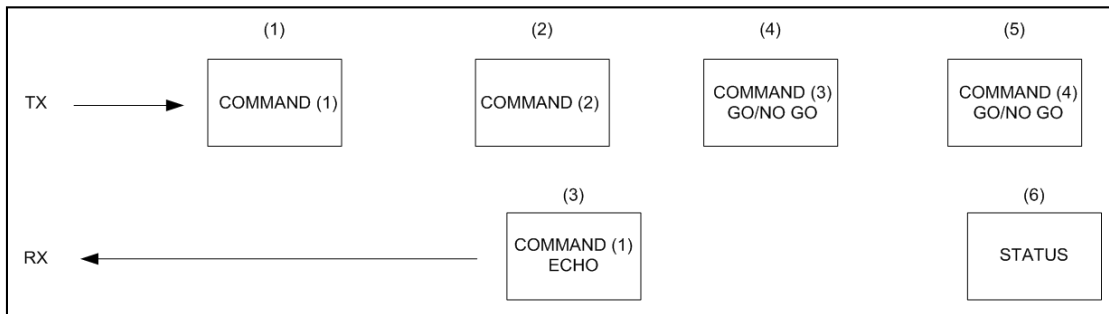 (1)
(2)
(4)
(5)
TX
COMMAND (1)
COMMAND (2)
COMMAND (3)
GO/NO GO
COMMAND (4)
GO/NO GO
(3)
(6)
RX
COMMAND (1)
ECHO
STATUS